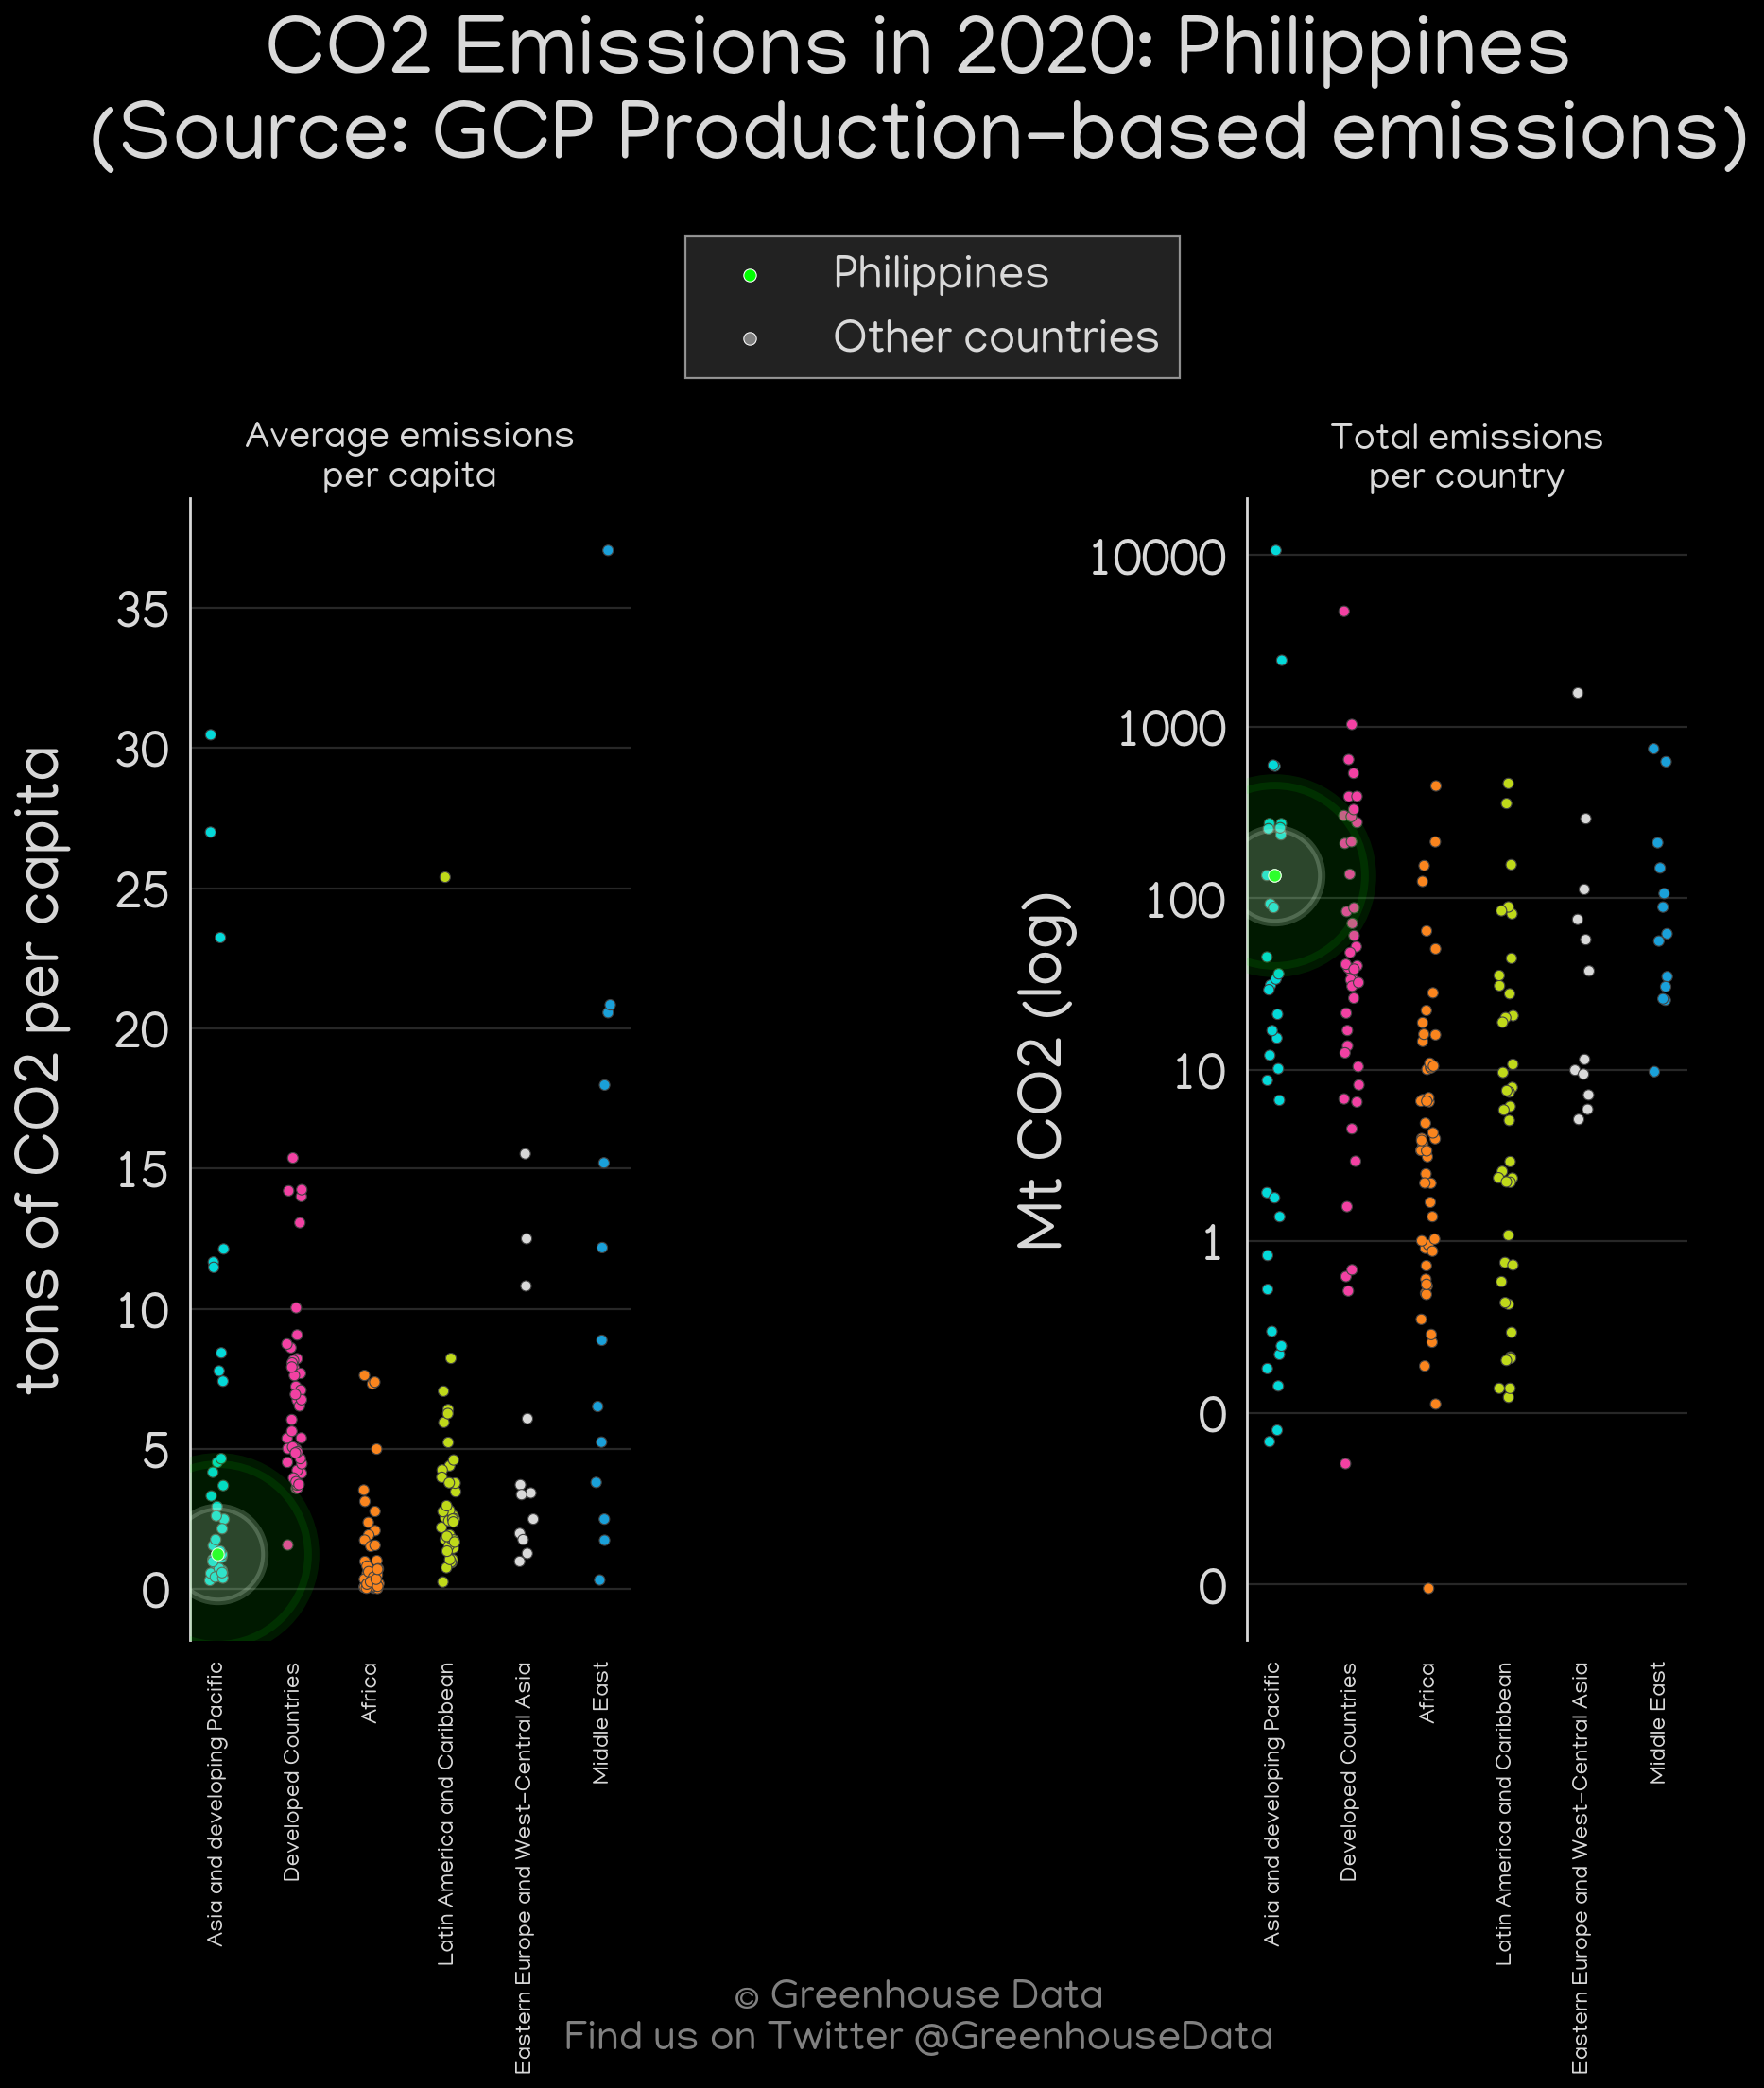 CO2 Emissions in 2020: Philippines
(Source: GCP Production-based emissions)
Philippines
Other countries
Average emissions
per capita
tons of CO2 per capita
35
30
25
20
15
10
5
0
Asia and developing Pacific
Developed Countries
Africa
Latin America and Caribbean
Eastern Europe and West-Central Asia
Middle East
Total emissions
per country
Mt CO2 (log)
10000
1000
100
10
1
0
0
Asia and developing Pacific
Developed Countries
Africa
Latin America and Caribbean
Eastern Europe and West-Central Asia
Middle East
© Greenhouse Data
Find us on Twitter @GreenhouseData